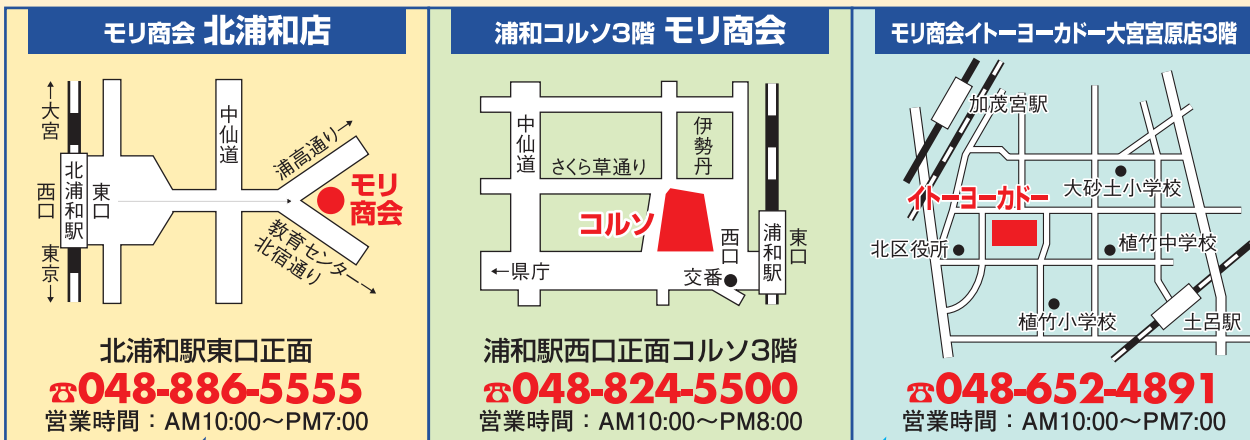 モリ商会 北浦和店
↑大宮
北浦和駅
西口
東口
東京↓
中仙道
浦高通り→
モリ
商会
教育センター→
北宿通り
北浦和駅東口正面
☎048-886-5555
営業時間：AM10:00～PM7:00
浦和コルソ3階 モリ商会
中仙道
伊勢丹
さくら草通り
コルソ
西口
浦和駅
東口
←県庁
交番
浦和駅西口正面コルソ3階
☎048-824-5500
営業時間：AM10:00～PM8:00
モリ商会イトーヨーカドー大宮宮原店3階
加茂宮駅
大砂土小学校
イトーヨーカドー
北区役所
植竹中学校
植竹小学校
土呂駅
☎048-652-4891
営業時間：AM10:00～PM7:00